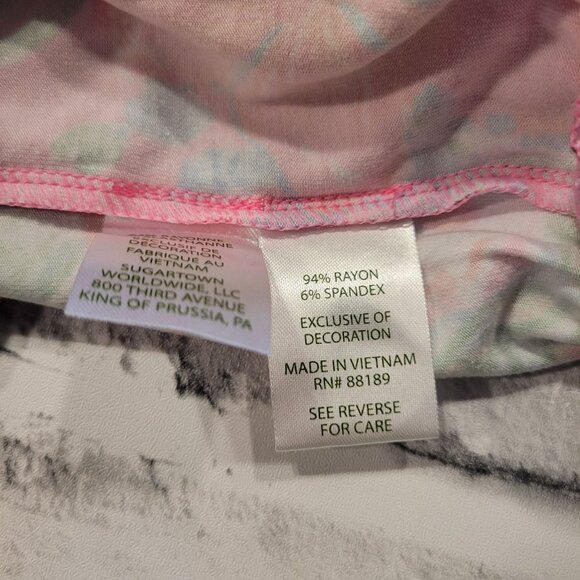 DÉCORATION
FABRIQUE AU
VIETNAM
SUGARTOWN
WORLDWIDE, LLC
800 THIRD AVENUE
KING OF PRUSSIA, PA
94% RAYON
6% SPANDEX
EXCLUSIVE OF
DECORATION
MADE IN VIETNAM
RN# 88189
SEE REVERSE
FOR CARE